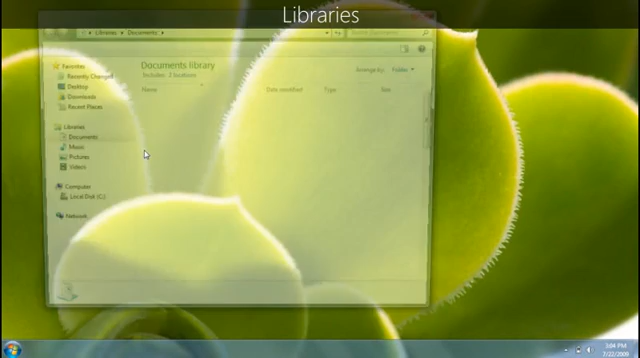 Libraries
Libraries Documents
Search Documents
Favorites
Recently Changed
Desktop
Downloads
Recent Places
Libraries
Documents
Music
Pictures
Videos
Computer
Local Disk (C:)
Network
Documents library
Includes: 2 locations
Arrange by: Folder
Name Date modified Type Size
3:04 PM
7/22/2009